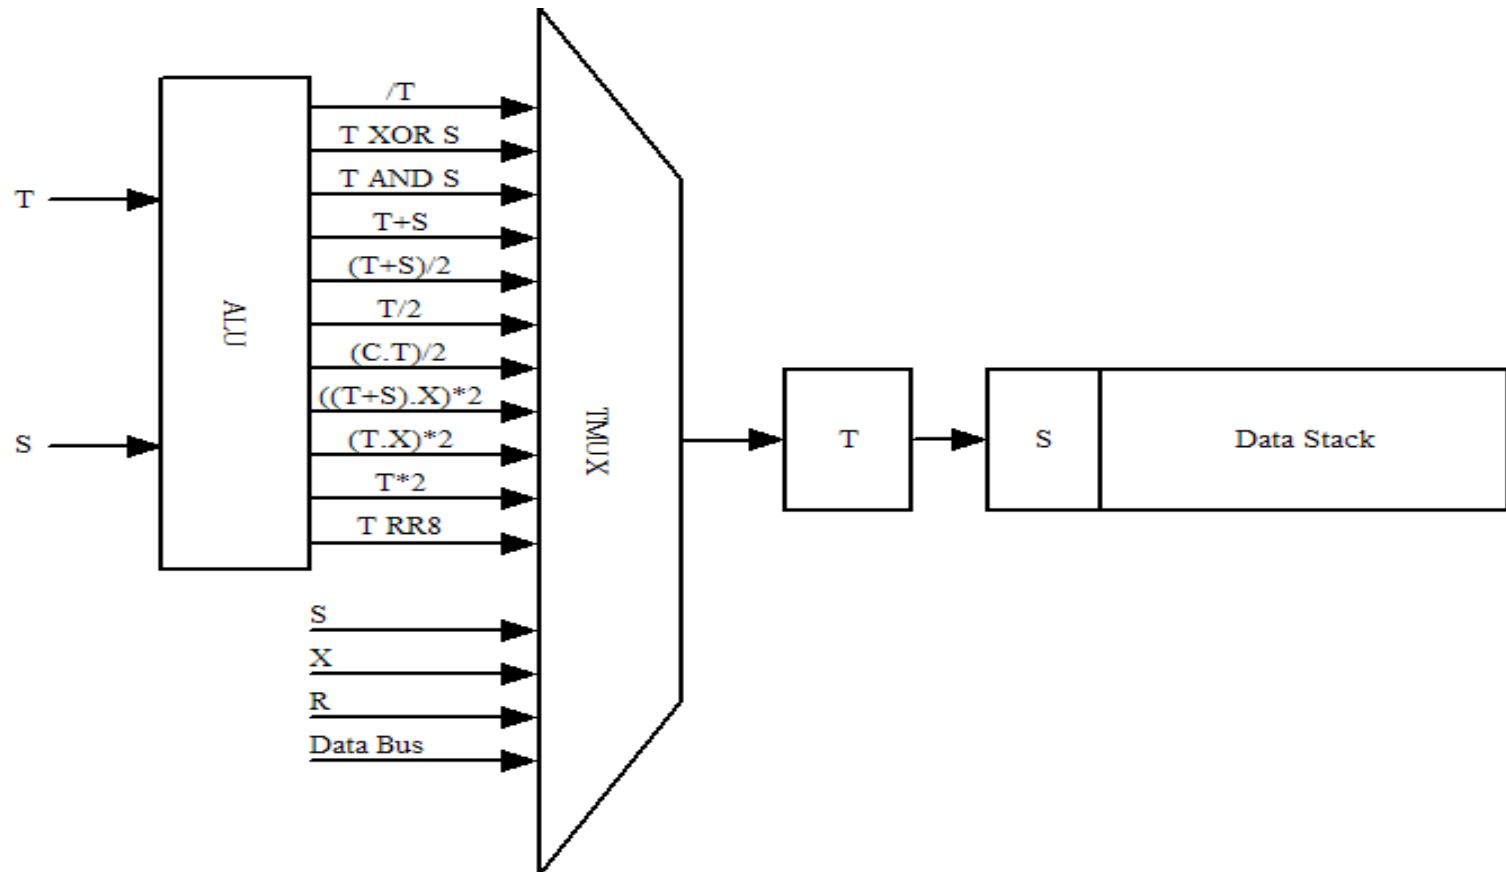 /T
T XOR S
T AND S
T
T+S
(T+S)/2
T/2
ALU
(C.T)/2
((T+S).X)*2
(T.X)*2
S
TMUX
T
S
Data Stack
T*2
T RR8
S
X
R
Data Bus